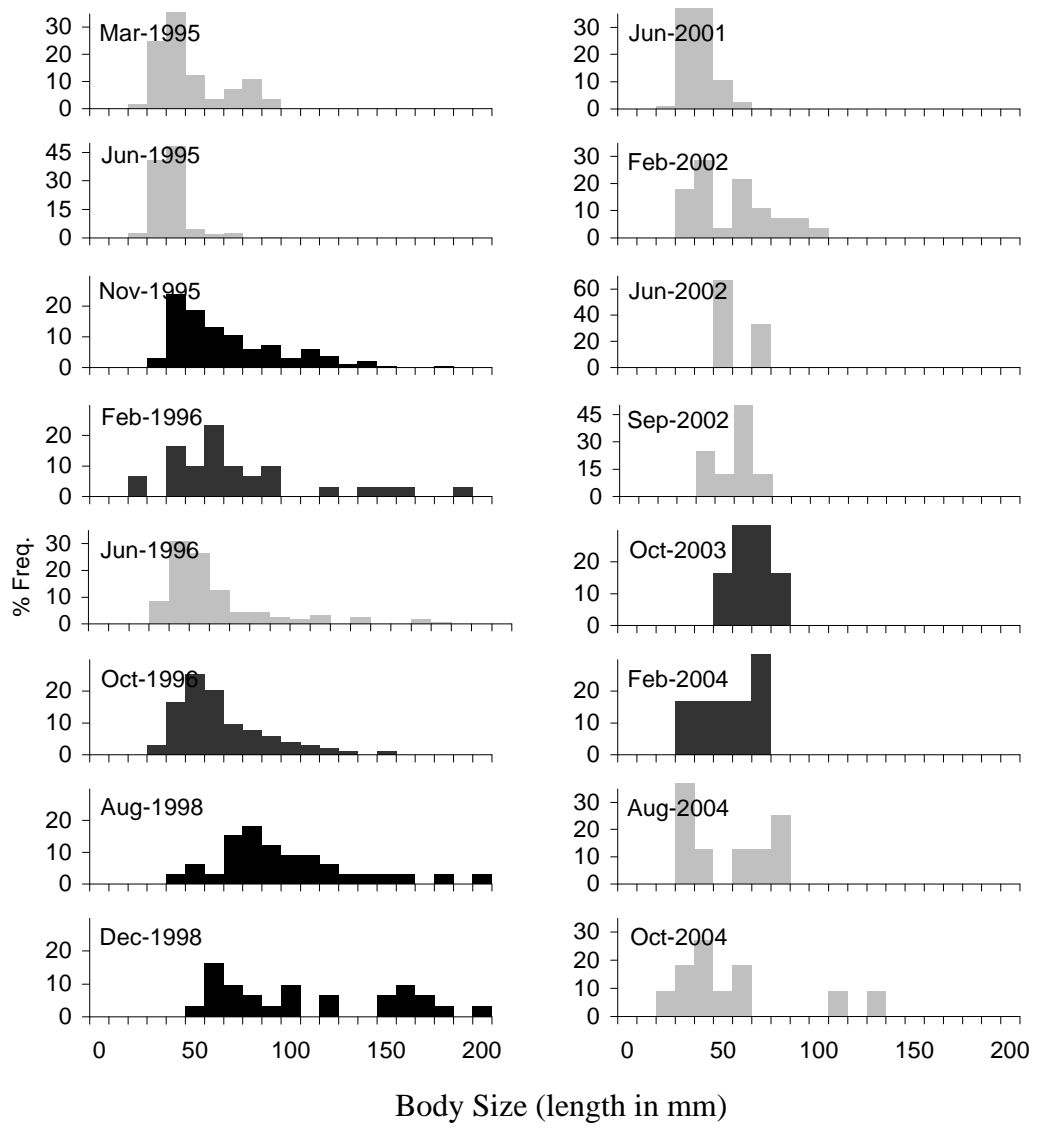 Mar-1995
30
20
10
0
Jun-1995
45
30
15
0
Nov-1995
20
10
0
Feb-1996
20
10
0
% Freq.
Jun-1996
30
20
10
0
Oct-1996
20
10
0
Aug-1998
20
10
0
Dec-1998
20
10
0
0 50 100 150 200
Jun-2001
30
20
10
0
Feb-2002
30
20
10
0
Jun-2002
60
40
20
0
Sep-2002
45
30
15
0
Oct-2003
20
10
0
Feb-2004
20
10
0
Aug-2004
30
20
10
0
Oct-2004
30
20
10
0
0 50 100 150 200
Body Size (length in mm)